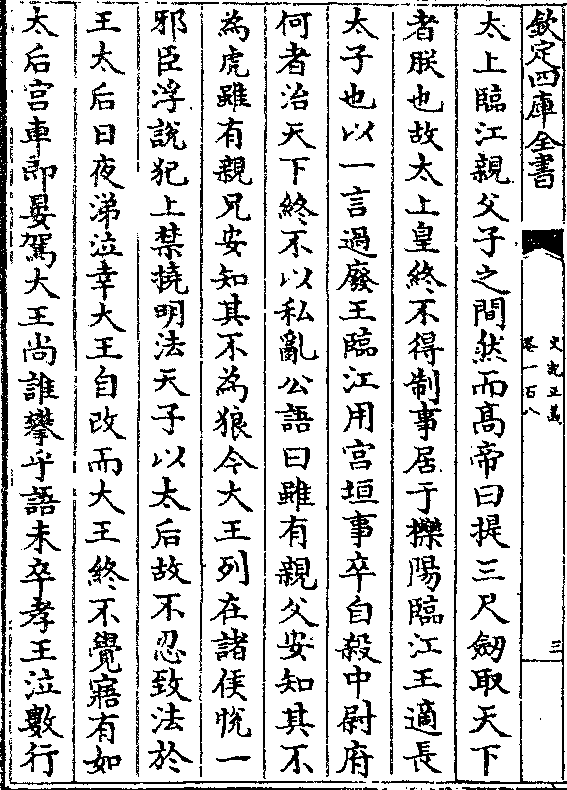 欽定四庫全書
史記正義
卷一百八
三
太上臨江親父子之間然而髙帝曰提三尺劒取天下
者朕也故太上皇終不得制事居于櫟陽臨江王適長
太子也以一言過廢王臨江用宫垣事卒自殺中尉府
何者治天下終不以私亂公語曰雖有親父安知其不
為虎雖有親兄安知其不為狼今大王列在諸侯恱一
邪臣浮說犯上禁撓明法天子以太后故不忍致法於
王太后日夜涕泣幸大王自改而大王終不覺寤有如
太后宫車即晏駕大王尚誰攀乎語未卒孝王泣數行